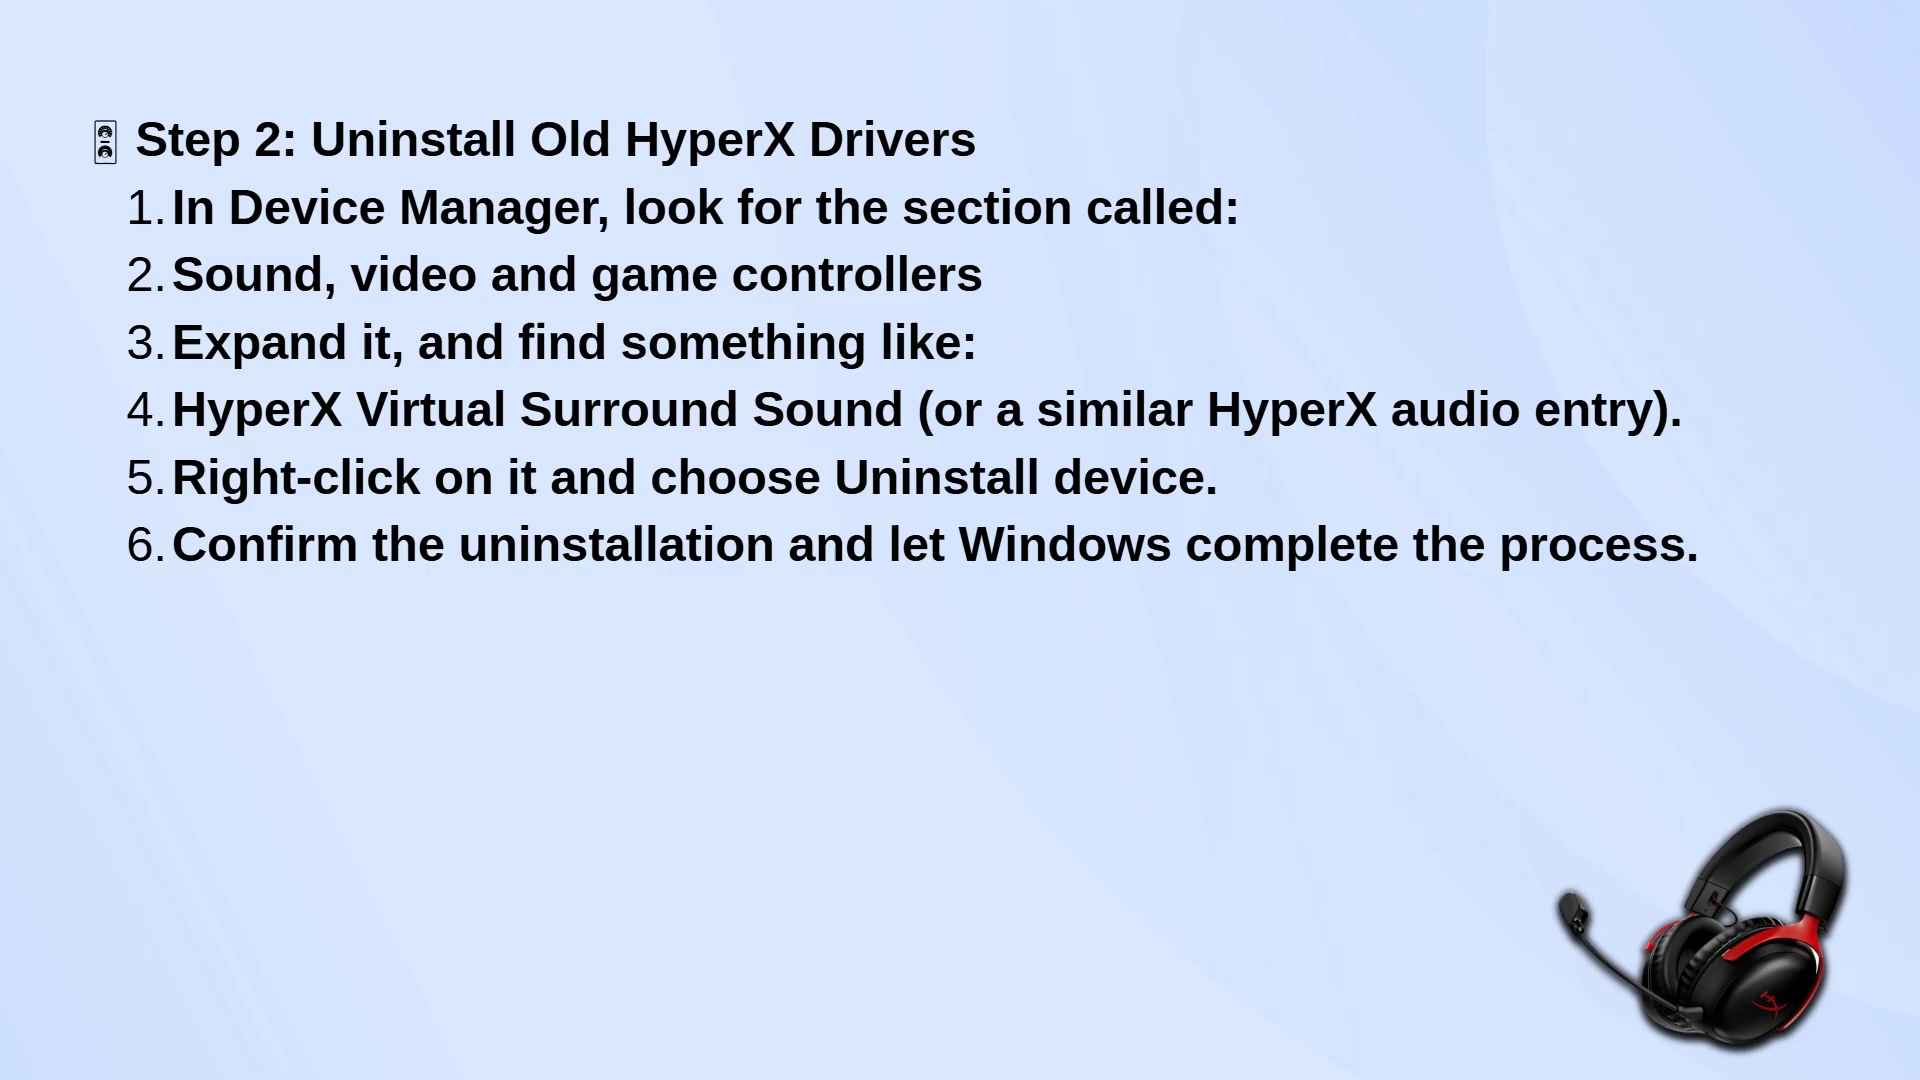 🎛 Step 2: Uninstall Old HyperX Drivers
1. In Device Manager, look for the section called:
2. Sound, video and game controllers
3. Expand it, and find something like:
4. HyperX Virtual Surround Sound (or a similar HyperX audio entry).
5. Right-click on it and choose Uninstall device.
6. Confirm the uninstallation and let Windows complete the process.